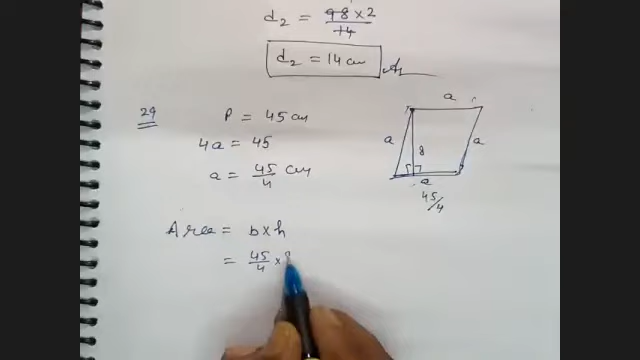 d₂ = 98 × 2 / 14
d₂ = 14 cm
29
P = 45 cm
4a = 45
a = 45/4 cm
a
a
8
a
a
45/4
Area = b × h
= 45/4 ×